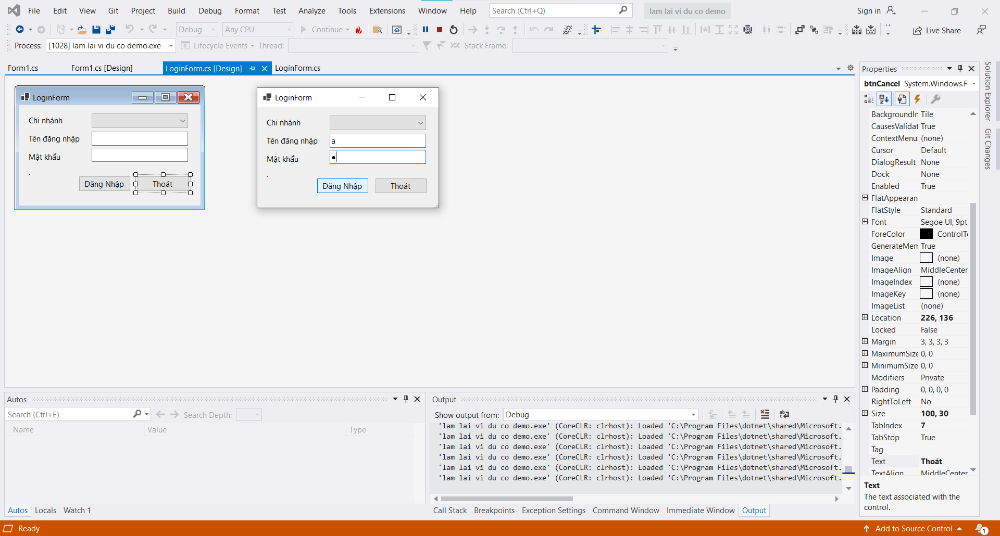 File Edit View Git Project Build Debug Format Test Analyze Tools Extensions Window Help Search (Ctrl+Q) lam lai vi du co demo Sign in
Debug Any CPU Continue Live Share
Process: [1028] lam lai vi du co demo.exe Lifecycle Events Thread: Stack Frame:
Form1.cs Form1.cs [Design] LoginForm.cs [Design] LoginForm.cs
LoginForm
Chi nhánh
Tên đăng nhập
Mật khẩu
.
Đăng Nhập Thoát
LoginForm
Chi nhánh
Tên đăng nhập a
Mật khẩu ●
.
Đăng Nhập Thoát
Properties
btnCancel System.Windows.F
BackgroundIn Tile
CausesValidat True
ContextMenuS (none)
Cursor Default
DialogResult None
Dock None
Enabled True
FlatAppearan
FlatStyle Standard
Font Segoe UI, 9pt
ForeColor ControlTe
GenerateMem True
Image (none)
ImageAlign MiddleCenter
ImageIndex (none)
ImageKey (none)
ImageList (none)
Location 226, 136
Locked False
Margin 3, 3, 3, 3
MaximumSize 0, 0
MinimumSize 0, 0
Modifiers Private
Padding 0, 0, 0, 0
RightToLeft No
Size 100, 30
TabIndex 7
TabStop True
Tag
Text Thoát
TextAlign MiddleCenter
Text
The text associated with the
control.
Solution Explorer
Git Changes
Autos
Search (Ctrl+E) Search Depth:
Name Value Type
Autos Locals Watch 1
Output
Show output from: Debug
'lam lai vi du co demo.exe' (CoreCLR: clrhost): Loaded 'C:\Program Files\dotnet\shared\Microsoft.
'lam lai vi du co demo.exe' (CoreCLR: clrhost): Loaded 'C:\Program Files\dotnet\shared\Microsoft.
'lam lai vi du co demo.exe' (CoreCLR: clrhost): Loaded 'C:\Program Files\dotnet\shared\Microsoft.
'lam lai vi du co demo.exe' (CoreCLR: clrhost): Loaded 'C:\Program Files\dotnet\shared\Microsoft.
'lam lai vi du co demo.exe' (CoreCLR: clrhost): Loaded 'C:\Program Files\dotnet\shared\Microsoft.
'lam lai vi du co demo.exe' (CoreCLR: clrhost): Loaded 'C:\Program Files\dotnet\shared\Microsoft.
Call Stack Breakpoints Exception Settings Command Window Immediate Window Output
Ready Add to Source Control 1